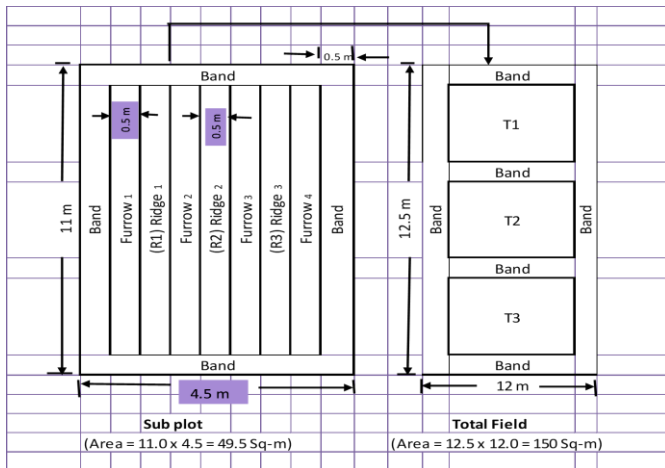 0.5 m
Band
0.5 m
0.5 m
11 m
Band
Furrow 1
(R1) Ridge 1
Furrow 2
(R2) Ridge 2
Furrow 3
(R3) Ridge 3
Furrow 4
Band
Band
4.5 m
Sub plot
(Area = 11.0 x 4.5 = 49.5 Sq-m)
Band
T1
Band
12.5 m
Band
T2
Band
Band
T3
Band
12 m
Total Field
(Area = 12.5 x 12.0 = 150 Sq-m)